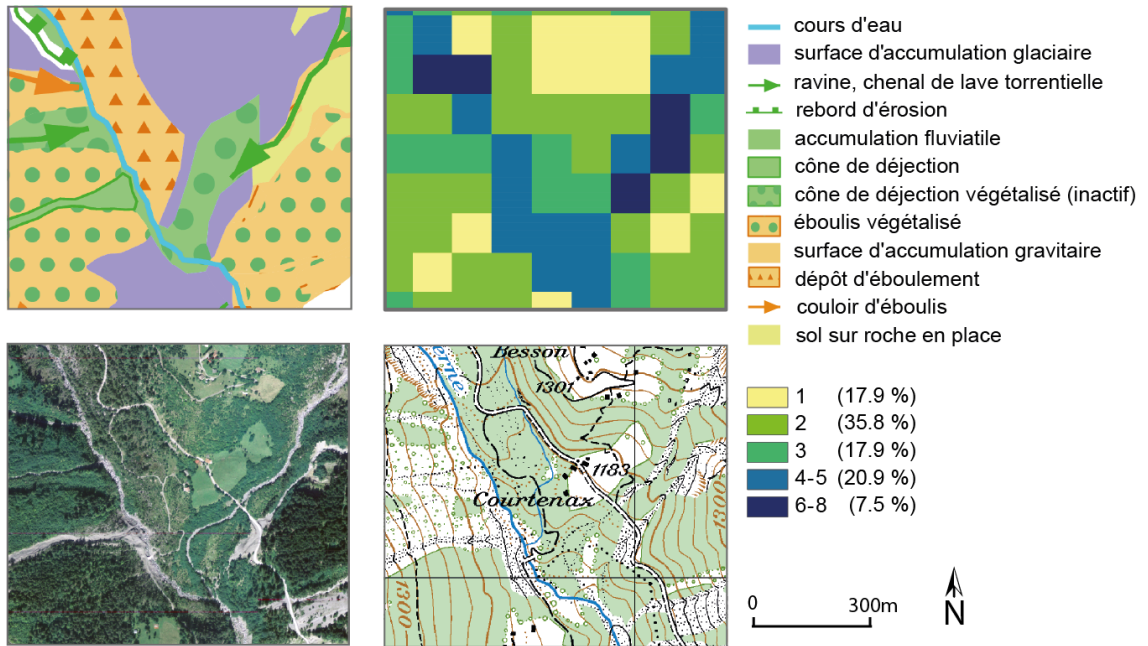 cours d'eau
surface d'accumulation glaciaire
ravine, chenal de lave torrentielle
rebord d'érosion
accumulation fluviatile
cône de déjection
cône de déjection végétalisé (inactif)
éboulis végétalisé
surface d'accumulation gravitaire
dépôt d'éboulement
couloir d'éboulis
sol sur roche en place
1 (17.9 %)
2 (35.8 %)
3 (17.9 %)
4-5 (20.9 %)
6-8 (7.5 %)
0 300m
N
Besson
erne
1301
1183
Courtenax
1300
1300